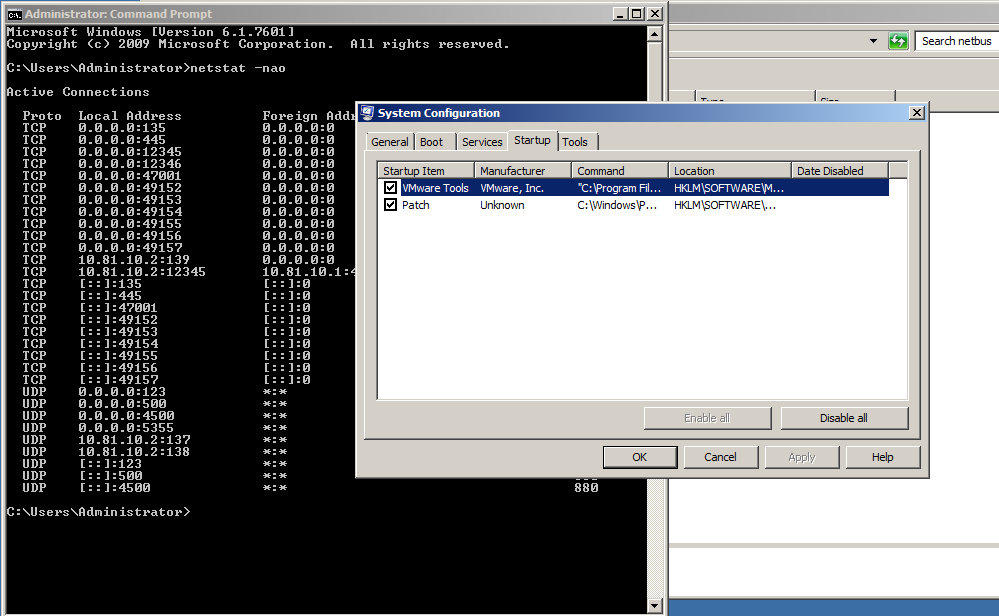 Administrator: Command Prompt
Microsoft Windows [Version 6.1.7601]
Copyright (c) 2009 Microsoft Corporation.  All rights reserved.
C:\Users\Administrator>netstat -nao
Active Connections
Proto  Local Address          Foreign Addr
TCP    0.0.0.0:135            0.0.0.0:0
TCP    0.0.0.0:445            0.0.0.0:0
TCP    0.0.0.0:12345          0.0.0.0:0
TCP    0.0.0.0:12346          0.0.0.0:0
TCP    0.0.0.0:47001          0.0.0.0:0
TCP    0.0.0.0:49152          0.0.0.0:0
TCP    0.0.0.0:49153          0.0.0.0:0
TCP    0.0.0.0:49154          0.0.0.0:0
TCP    0.0.0.0:49155          0.0.0.0:0
TCP    0.0.0.0:49156          0.0.0.0:0
TCP    0.0.0.0:49157          0.0.0.0:0
TCP    10.81.10.2:139         0.0.0.0:0
TCP    10.81.10.2:12345       10.81.10.1:4
TCP    [::]:135               [::]:0
TCP    [::]:445               [::]:0
TCP    [::]:47001             [::]:0
TCP    [::]:49152             [::]:0
TCP    [::]:49153             [::]:0
TCP    [::]:49154             [::]:0
TCP    [::]:49155             [::]:0
TCP    [::]:49156             [::]:0
TCP    [::]:49157             [::]:0
UDP    0.0.0.0:123            *:*
UDP    0.0.0.0:500            *:*
UDP    0.0.0.0:4500           *:*
UDP    0.0.0.0:5355           *:*
UDP    10.81.10.2:137         *:*
UDP    10.81.10.2:138         *:*
UDP    [::]:123               *:*
UDP    [::]:500               *:*
UDP    [::]:4500              *:*                                    880
C:\Users\Administrator>
Search netbus
System Configuration
General Boot Services Startup Tools
Startup Item Manufacturer Command Location Date Disabled
VMware Tools VMware, Inc. "C:\Program Fil... HKLM\SOFTWARE\M...
Patch Unknown C:\Windows\P... HKLM\SOFTWARE\...
Enable all Disable all
OK Cancel Apply Help